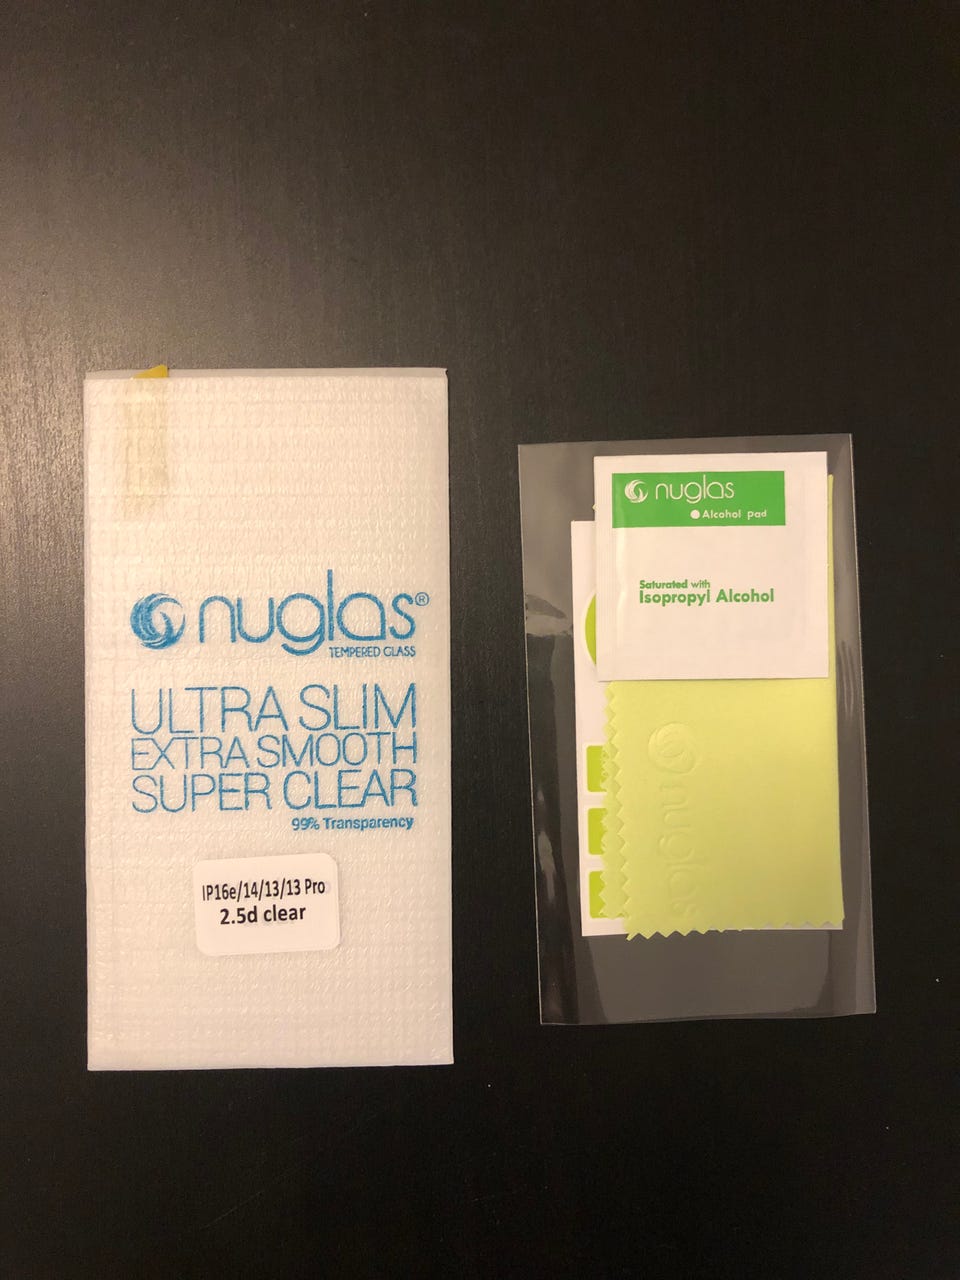 nuglas®
TEMPERED GLASS
ULTRA SLIM
EXTRA SMOOTH
SUPER CLEAR
99% Transparency
IP16e/14/13/13 Pro
2.5d clear
nuglas
Alcohol pad
Saturated with
Isopropyl Alcohol
nuglas